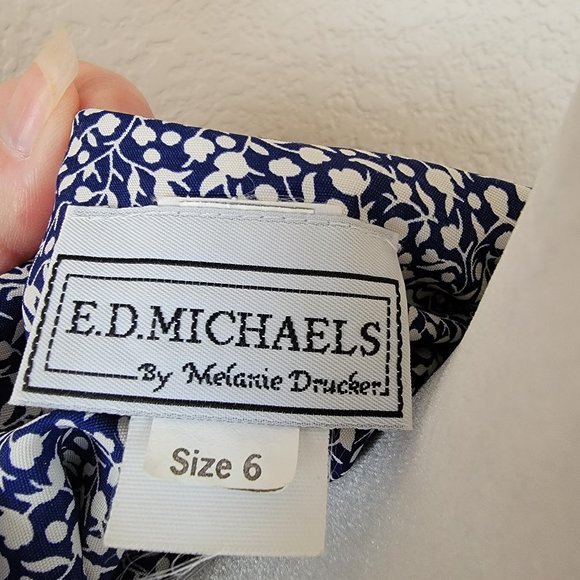 E.D.MICHAELS
By Melanie Drucker
Size 6